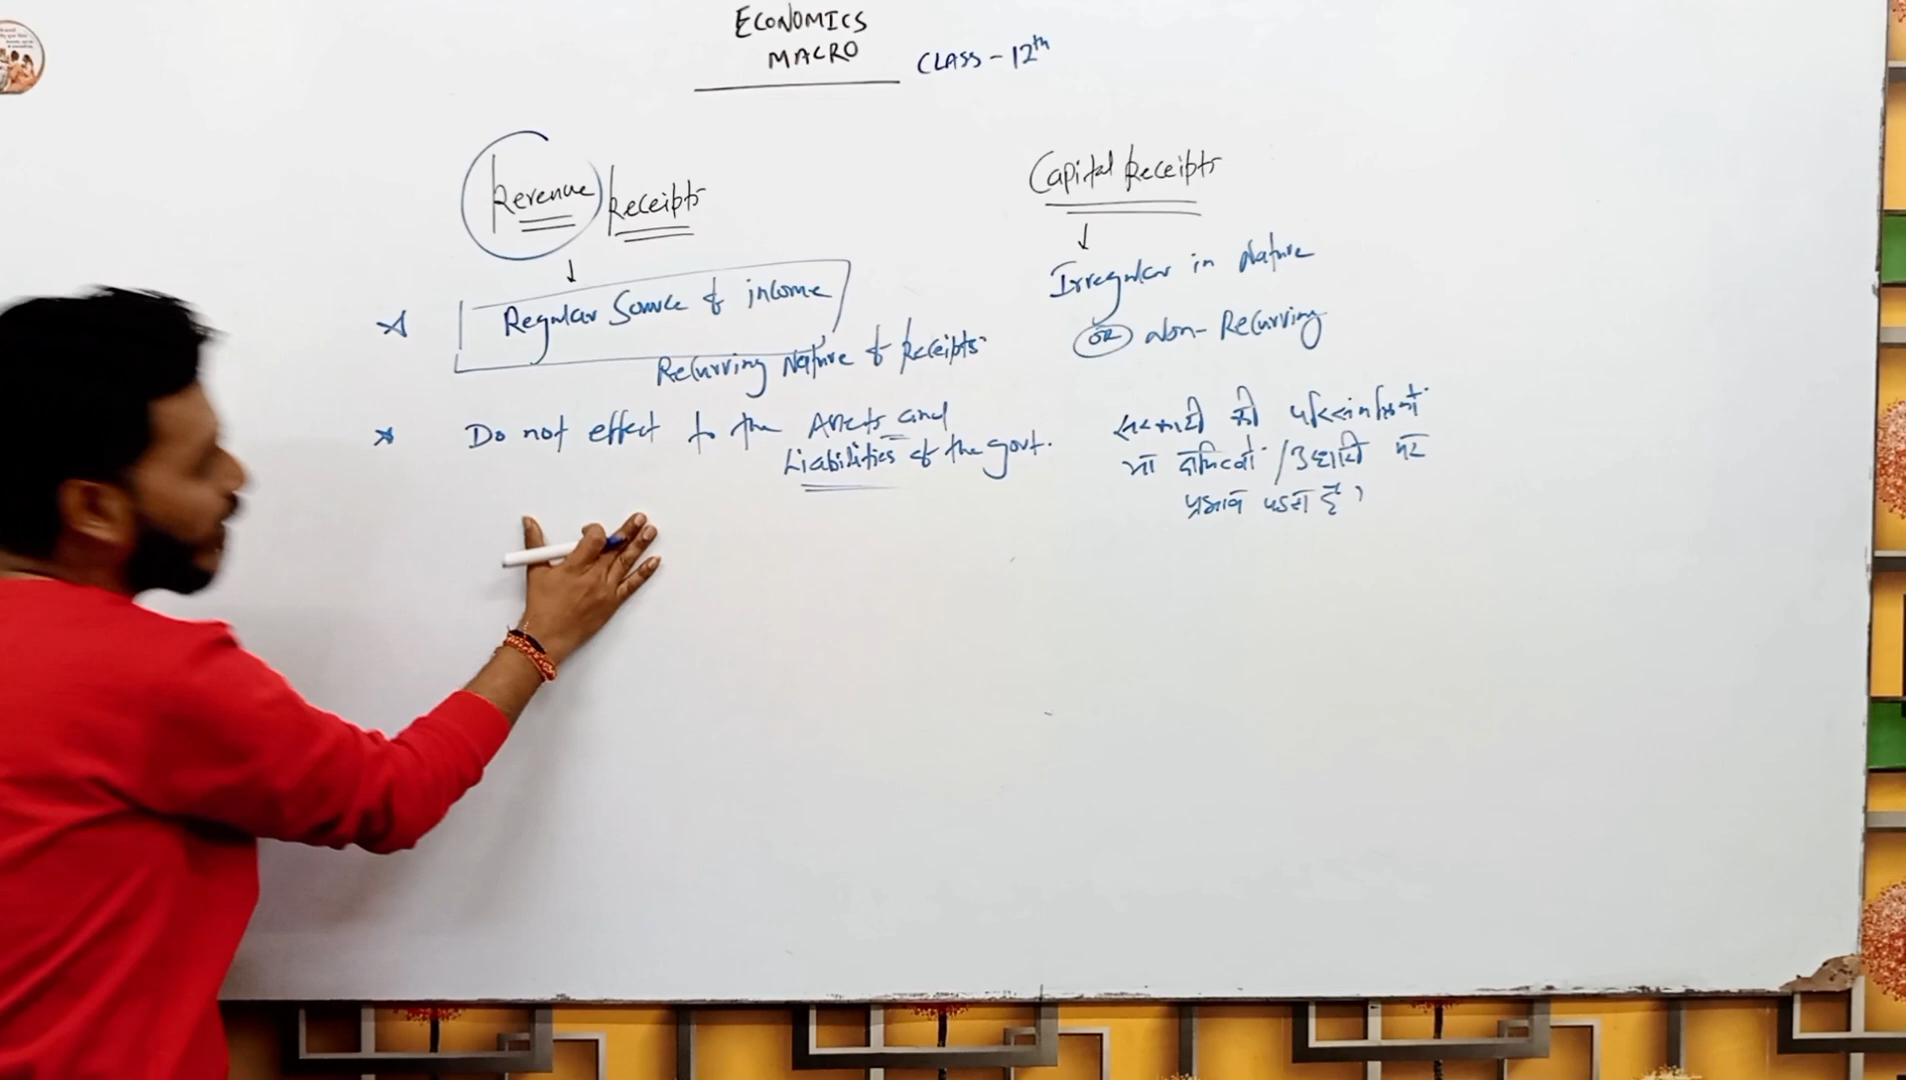 ECONOMICS
MACRO
CLASS - 12th
Revenue Receipts
Regular Source of income
Recurring Nature of Receipts
Do not effect to the Assets and
Liabilities of the govt.
Capital Receipts
Irregular in Nature
OR Non-Recurring
सरकारी की परिसंपत्तियों
या दायित्वों / उधारी पर
प्रभाव पडता है।